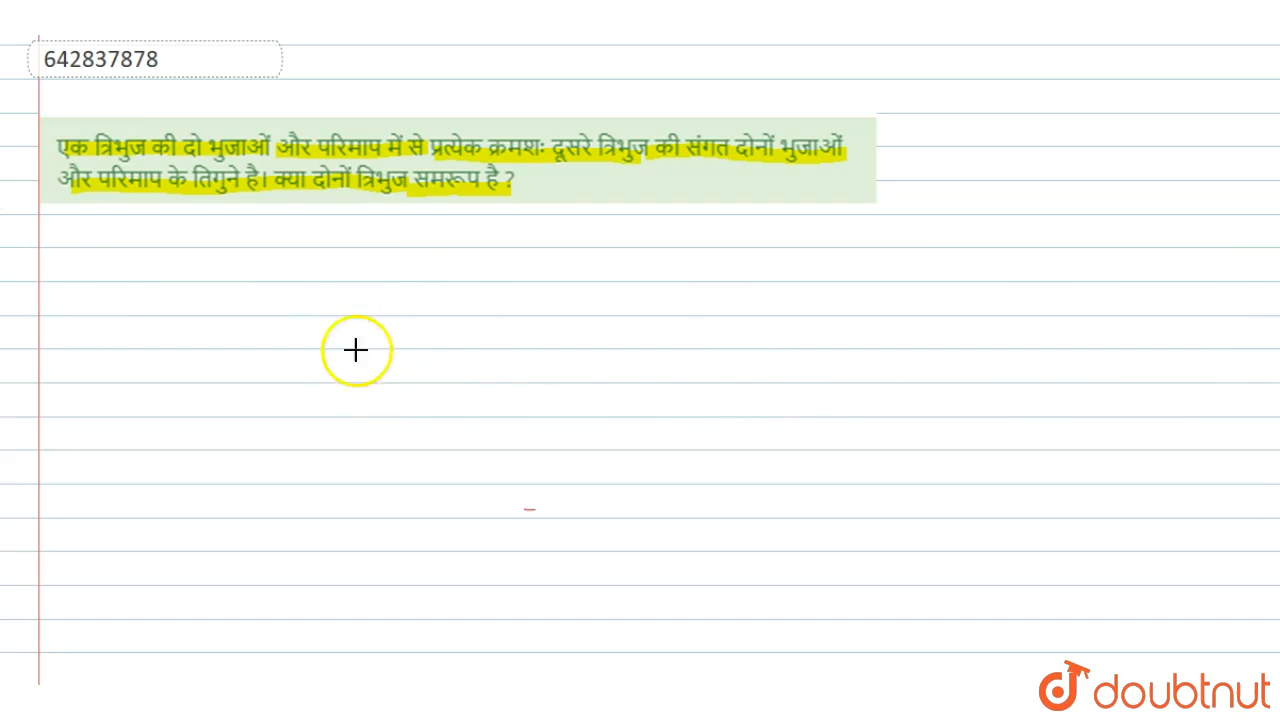 642837878
एक त्रिभुज की दो भुजाओं और परिमाप में से प्रत्येक क्रमशः दूसरे त्रिभुज की संगत दोनों भुजाओं
और परिमाप के तिगुने है। क्या दोनों त्रिभुज समरूप है ?
doubtnut